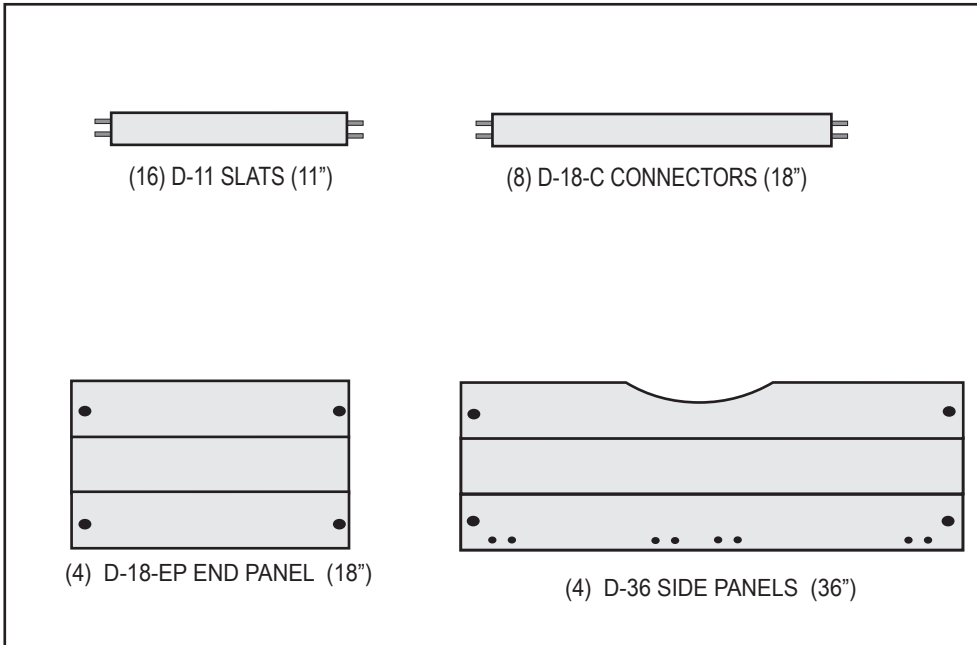 (16) D-11 SLATS (11”)
(8) D-18-C CONNECTORS (18”)
(4) D-18-EP END PANEL (18”)
(4) D-36 SIDE PANELS (36”)